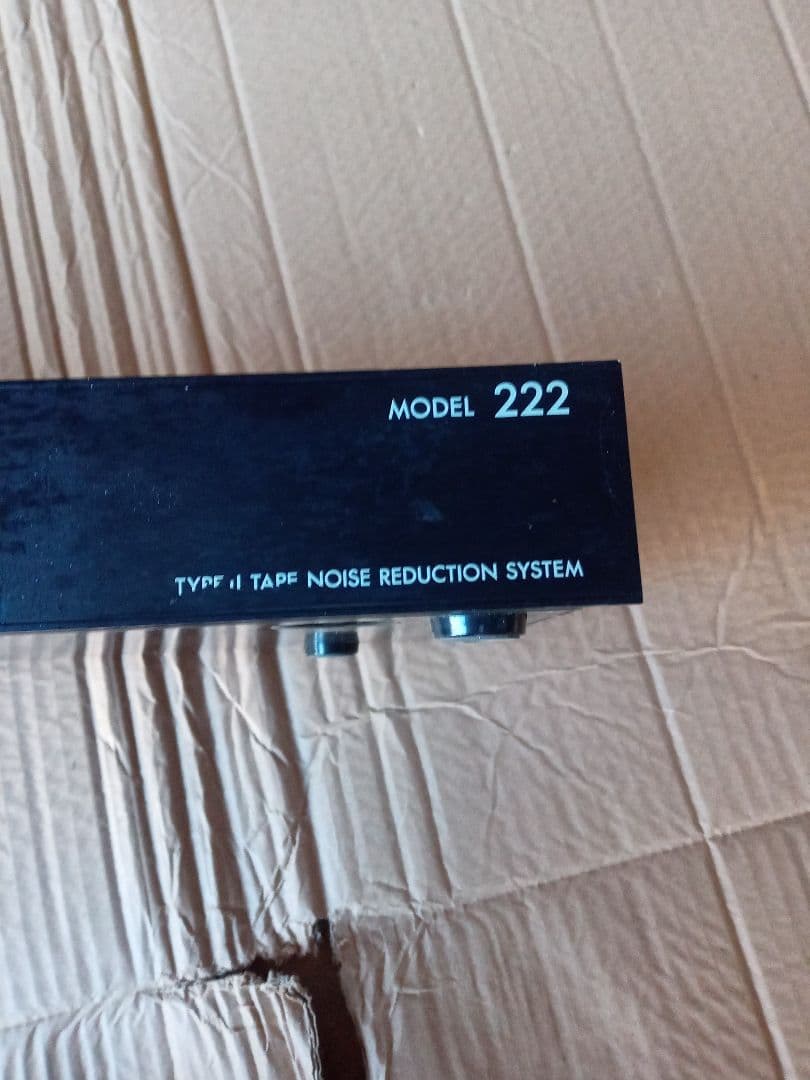 MODEL 222
TYPE II TAPE NOISE REDUCTION SYSTEM